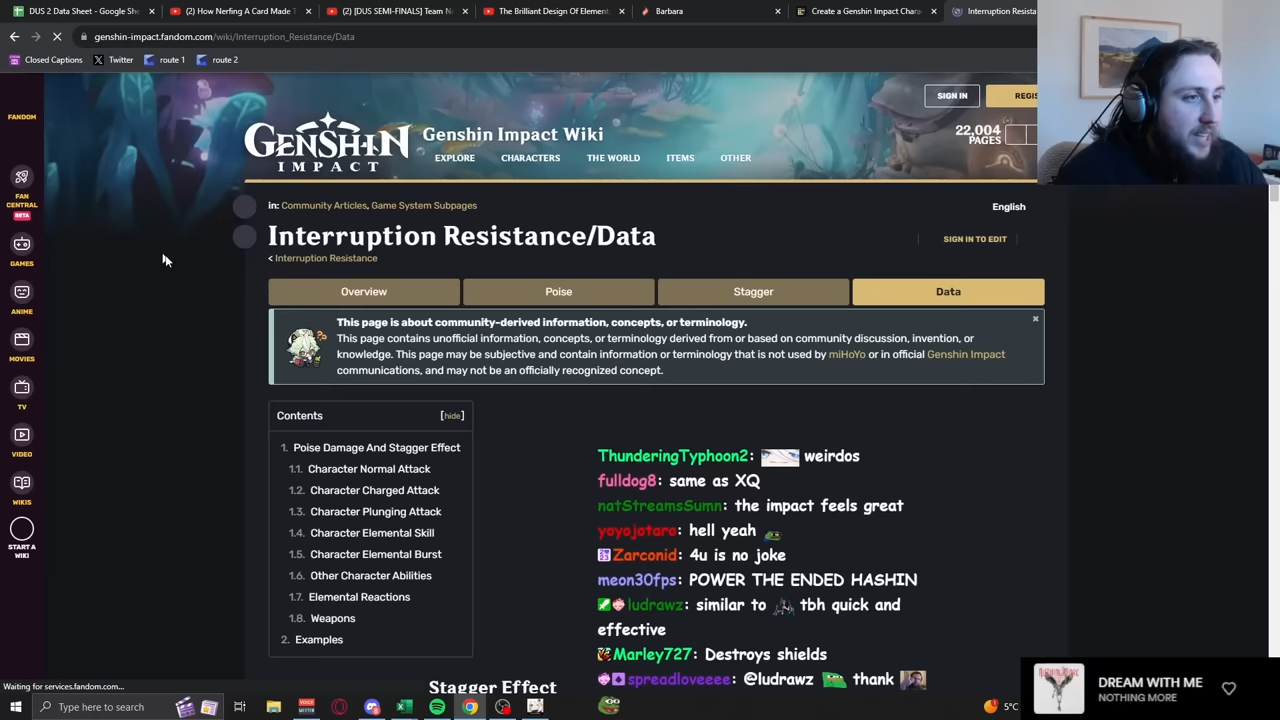 DUS 2 Data Sheet - Google She
(2) How Nerfing A Card Made T
(2) [DUS SEMI-FINALS] Team N
The Brilliant Design Of Element
Barbara
Create a Genshin Impact Chara
Interruption Resista
genshin-impact.fandom.com/wiki/Interruption_Resistance/Data
Closed Captions
Twitter
route 1
route 2
FANDOM
FAN CENTRAL
BETA
GAMES
ANIME
MOVIES
TV
VIDEO
WIKIS
START A WIKI
GENSHIN
IMPACT
Genshin Impact Wiki
EXPLORE CHARACTERS THE WORLD ITEMS OTHER
SIGN IN
REGIS
22,004
PAGES
in: Community Articles, Game System Subpages
English
Interruption Resistance/Data
SIGN IN TO EDIT
< Interruption Resistance
Overview Poise Stagger Data
This page is about community-derived information, concepts, or terminology.
This page contains unofficial information, concepts, or terminology derived from or based on community discussion, invention, or
knowledge. This page may be subjective and contain information or terminology that is not used by miHoYo or in official Genshin Impact
communications, and may not be an officially recognized concept.
Contents [hide]
1. Poise Damage And Stagger Effect
1.1. Character Normal Attack
1.2. Character Charged Attack
1.3. Character Plunging Attack
1.4. Character Elemental Skill
1.5. Character Elemental Burst
1.6. Other Character Abilities
1.7. Elemental Reactions
1.8. Weapons
2. Examples
ThunderingTyphoon2: weirdos
fulldog8: same as XQ
natStreamsSumn: the impact feels great
yoyojotaro: hell yeah
Zarconid: 4u is no joke
meon30fps: POWER THE ENDED HASHIN
ludrawz: similar to tbh quick and
effective
Marley727: Destroys shields
spreadloveeee: @ludrawz thank
Stagger Effect
Waiting for services.fandom.com...
Type here to search
5°C
DREAM WITH ME
NOTHING MORE